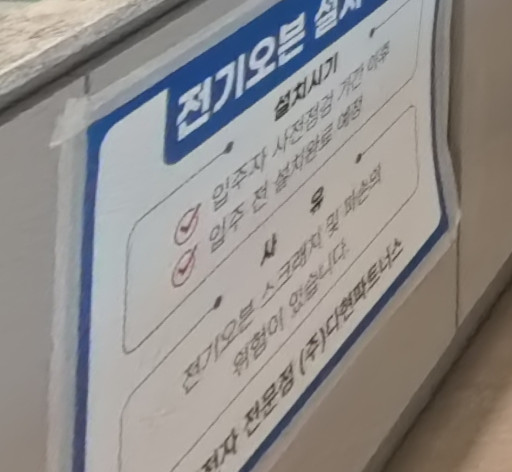 전기오븐 설치
설치시기
입주자 사전점검 기간 이후
입주 전 설치완료 예정
사 유
전기오븐 스크래치 및 파손의
위험이 있습니다.
전자 전문점 (주)다현파트너스